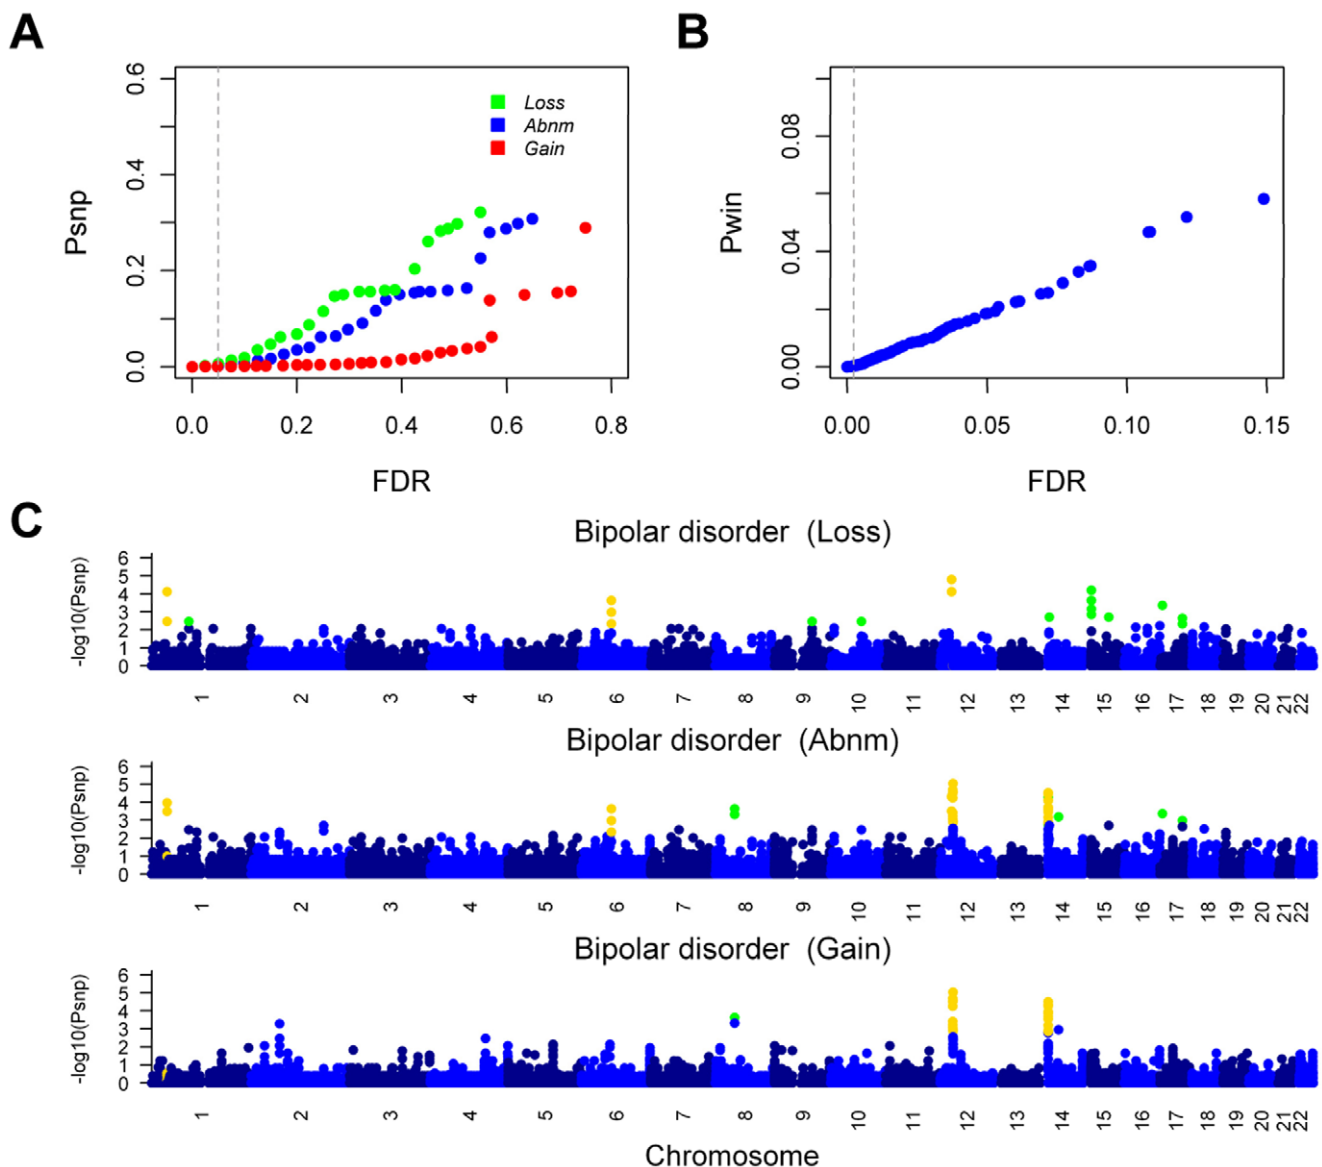 A
B
0.0 0.2 0.4 0.6
Psnp
Loss
Abnm
Gain
0.0 0.2 0.4 0.6 0.8
FDR
0.00 0.04 0.08
Pwin
0.00 0.05 0.10 0.15
FDR
C
Bipolar disorder (Loss)
-log10(Psnp)
6
5
4
3
2
1
0
1 2 3 4 5 6 7 8 9 10 11 12 13 14 15 16 17 18 19 20 21 22
Bipolar disorder (Abnm)
-log10(Psnp)
6
5
4
3
2
1
0
1 2 3 4 5 6 7 8 9 10 11 12 13 14 15 16 17 18 19 20 21 22
Bipolar disorder (Gain)
-log10(Psnp)
6
5
4
3
2
1
0
1 2 3 4 5 6 7 8 9 10 11 12 13 14 15 16 17 18 19 20 21 22
Chromosome